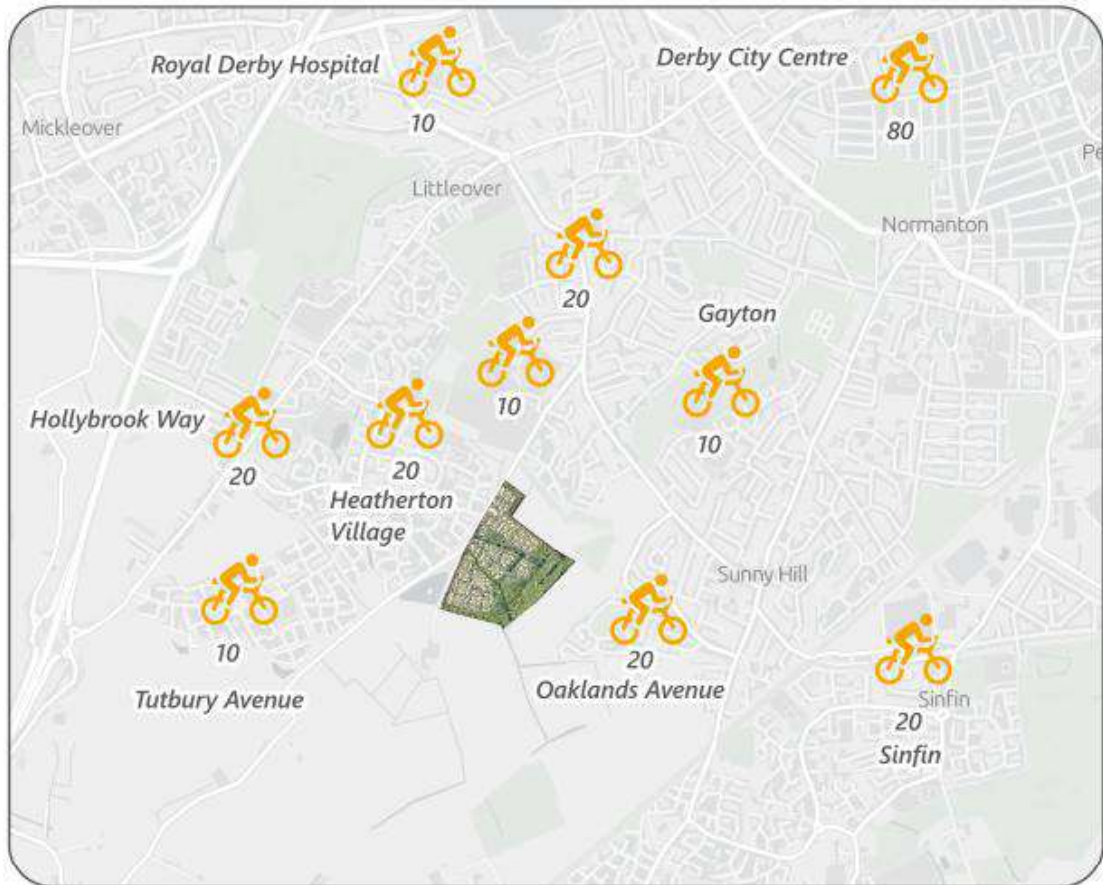 Royal Derby Hospital
10
Derby City Centre
80
Mickleover
Littleover
Pe
Normanton
20
Gayton
10
10
Hollybrook Way
20
20
Heatherton
Village
Sunny Hill
10
Tutbury Avenue
20
Oaklands Avenue
Sinfin
20
Sinfin